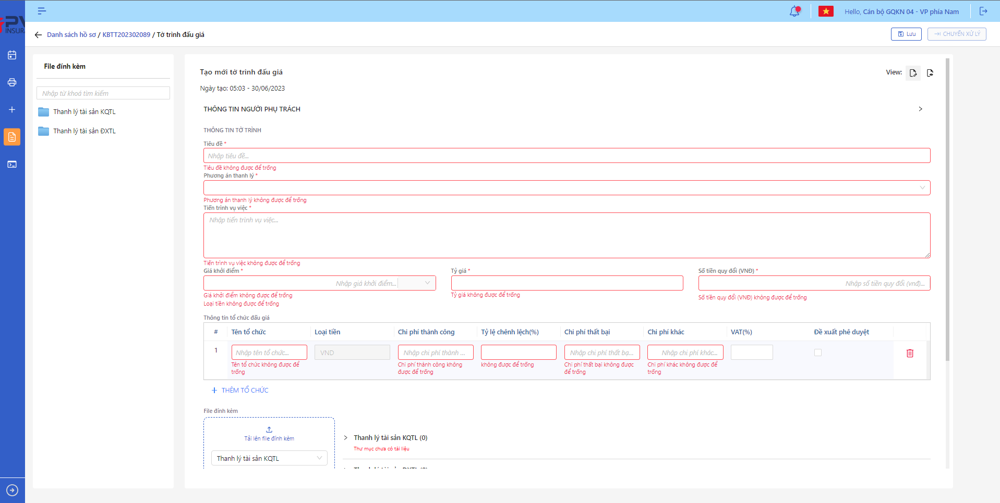 Hello, Cán bộ GQKN 04 - VP phía Nam
INSUR
Danh sách hồ sơ / KBTT202302089 / Tờ trình đấu giá
Lưu
CHUYỂN XỬ LÝ
File đính kèm
Nhập từ khoá tìm kiếm
Thanh lý tài sản KQTL
Thanh lý tài sản ĐXTL
Tạo mới tờ trình đấu giá
View:
Ngày tạo: 05:03 - 30/06/2023
THÔNG TIN NGƯỜI PHỤ TRÁCH
THÔNG TIN TỜ TRÌNH
Tiêu đề *
Nhập tiêu đề...
Tiêu đề không được để trống
Phương án thanh lý *
Phương án thanh lý không được để trống
Tiến trình vụ việc *
Nhập tiến trình vụ việc...
Tiến trình vụ việc không được để trống
Giá khởi điểm * Tỷ giá * Số tiền quy đổi (VNĐ) *
Nhập giá khởi điểm... Nhập số tiền quy đổi (vnđ)...
Giá khởi điểm không được để trống Tỷ giá không được để trống Số tiền quy đổi (VNĐ) không được để trống
Loại tiền không được để trống
Thông tin tổ chức đấu giá
# Tên tổ chức Loại tiền Chi phí thành công Tỷ lệ chênh lệch(%) Chi phí thất bại Chi phí khác VAT(%) Đề xuất phê duyệt
1 Nhập tên tổ chức... VND Nhập chi phí thành ... Nhập chi phí thất bạ... Nhập chi phí khác...
Tên tổ chức không được để Chi phí thành công không không được để trống Chi phí thất bại không được Chi phí khác không được để
trống được để trống để trống trống
+ THÊM TỔ CHỨC
File đính kèm
Tải lên file đính kèm
Thanh lý tài sản KQTL
Thanh lý tài sản KQTL (0)
Thư mục chưa có tài liệu